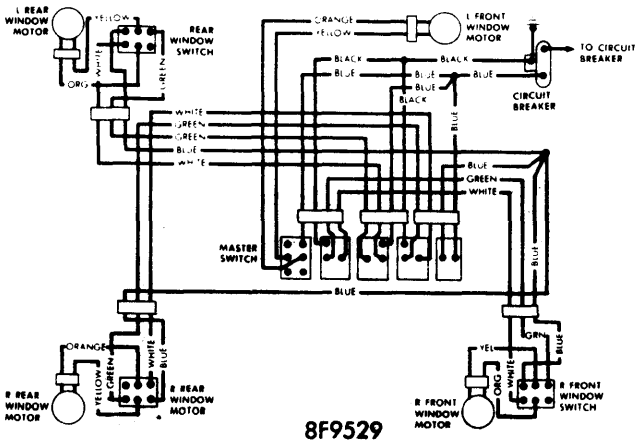 L REAR
WINDOW
MOTOR
YELLOW
REAR
WINDOW
SWITCH
WHITE
ORG
GREEN
ORANGE
YELLOW
L FRONT
WINDOW
MOTOR
BLACK
BLACK
BLUE
BLUE
BLUE
BLUE
BLACK
BLUE
TO CIRCUIT
BREAKER
CIRCUIT
BREAKER
WHITE
GREEN
GREEN
BLUE
WHITE
BLUE
GREEN
WHITE
MASTER
SWITCH
BLUE
BLUE
ORANGE
YELLOW
GREEN
WHITE
BLUE
R REAR
WINDOW
MOTOR
R REAR
WINDOW
MOTOR
YEL
ORG
WHITE
GRN
BLUE
R FRONT
WINDOW
MOTOR
R FRONT
WINDOW
SWITCH
8F9529